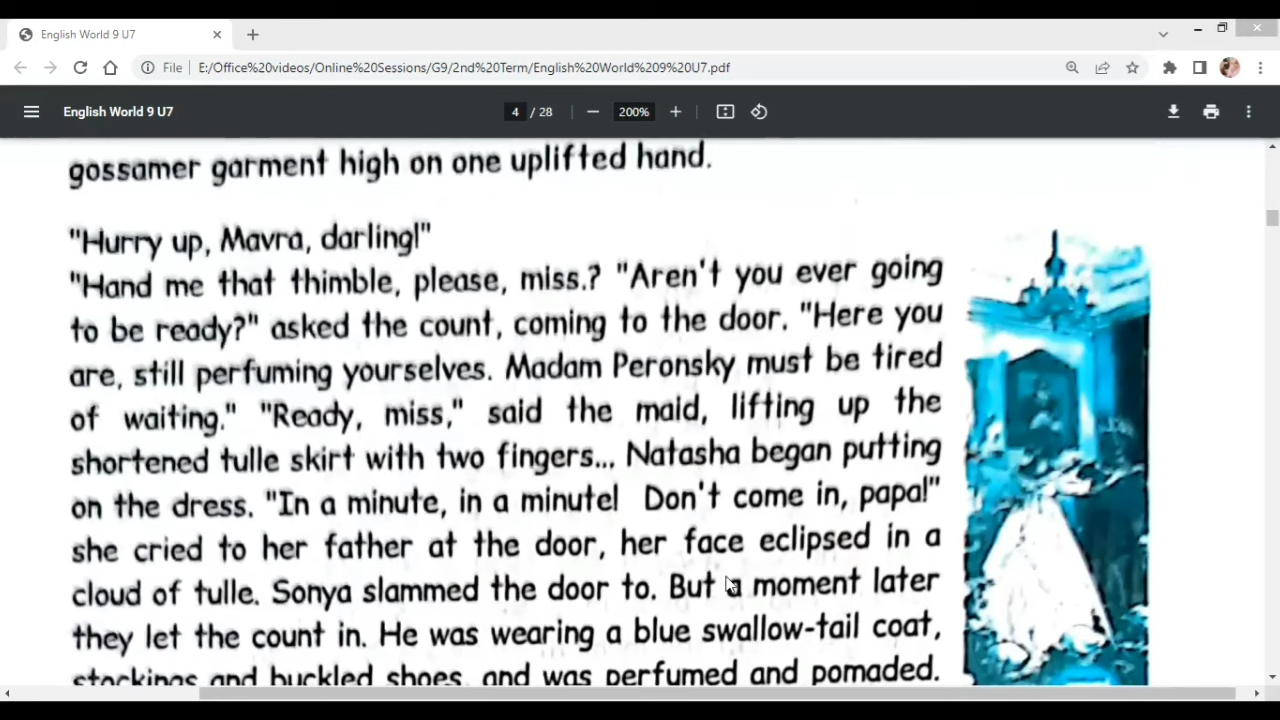 English World 9 U7
File
E:/Office%20videos/Online%20Sessions/G9/2nd%20Term/English%20World%209%20U7.pdf
English World 9 U7
4 / 28
200%
gossamer garment high on one uplifted hand.
"Hurry up, Mavra, darling!"
"Hand me that thimble, please, miss.? "Aren't you ever going
to be ready?" asked the count, coming to the door. "Here you
are, still perfuming yourselves. Madam Peronsky must be tired
of waiting." "Ready, miss," said the maid, lifting up the
shortened tulle skirt with two fingers... Natasha began putting
on the dress. "In a minute, in a minute! Don't come in, papa!"
she cried to her father at the door, her face eclipsed in a
cloud of tulle. Sonya slammed the door to. But a moment later
they let the count in. He was wearing a blue swallow-tail coat,
stockings and buckled shoes, and was perfumed and pomaded.